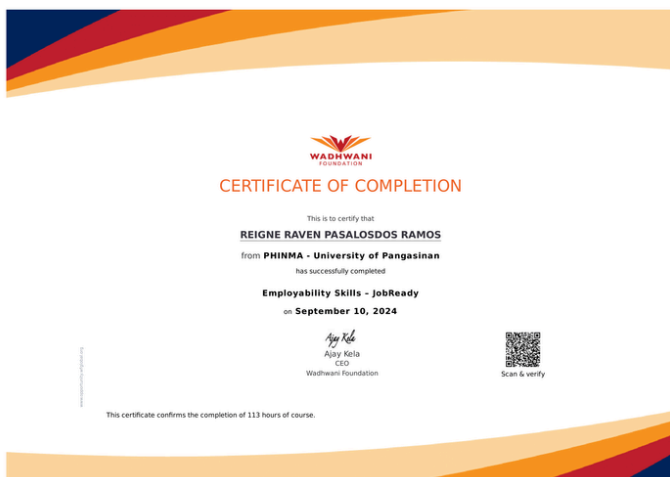 WADHWANI
FOUNDATION
CERTIFICATE OF COMPLETION
This is to certify that
REIGNE RAVEN PASALOSDOS RAMOS
from PHINMA - University of Pangasinan
has successfully completed
Employability Skills – JobReady
on September 10, 2024
Ajay Kela
Ajay Kela
CEO
Wadhwani Foundation
Scan & verify
This certificate confirms the completion of 113 hours of course.